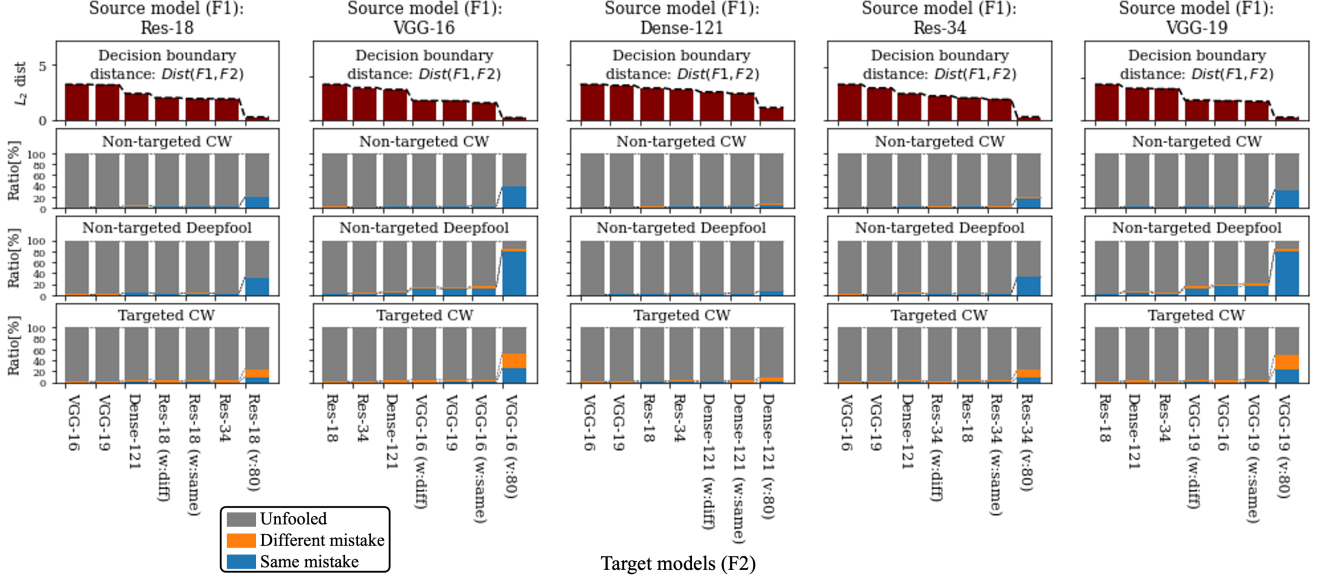 Source model (F1):
Res-18
Source model (F1):
VGG-16
Source model (F1):
Dense-121
Source model (F1):
Res-34
Source model (F1):
VGG-19
L2 dist
5
0
Decision boundary
distance: Dist(F1,F2)
Decision boundary
distance: Dist(F1,F2)
Decision boundary
distance: Dist(F1,F2)
Decision boundary
distance: Dist(F1,F2)
Decision boundary
distance: Dist(F1,F2)
Ratio[%]
100
80
60
40
20
0
Non-targeted CW
Non-targeted CW
Non-targeted CW
Non-targeted CW
Non-targeted CW
Ratio[%]
100
80
60
40
20
0
Non-targeted Deepfool
Non-targeted Deepfool
Non-targeted Deepfool
Non-targeted Deepfool
Non-targeted Deepfool
Ratio[%]
100
80
60
40
20
0
Targeted CW
Targeted CW
Targeted CW
Targeted CW
Targeted CW
VGG-16
VGG-19
Dense-121
Res-18 (w:diff)
Res-18 (w:same)
Res-34
Res-18 (v:80)
Res-18
Res-34
Dense-121
VGG-16 (w:diff)
VGG-19
VGG-16 (w:same)
VGG-16 (v:80)
VGG-16
VGG-19
Res-18
Res-34
Dense-121 (w:diff)
Dense-121 (w:same)
Dense-121 (v:80)
VGG-16
VGG-19
Dense-121
Res-34 (w:diff)
Res-18
Res-34 (w:same)
Res-34 (v:80)
Res-18
Dense-121
Res-34
VGG-19 (w:diff)
VGG-16
VGG-19 (w:same)
VGG-19 (v:80)
Unfooled
Different mistake
Same mistake
Target models (F2)